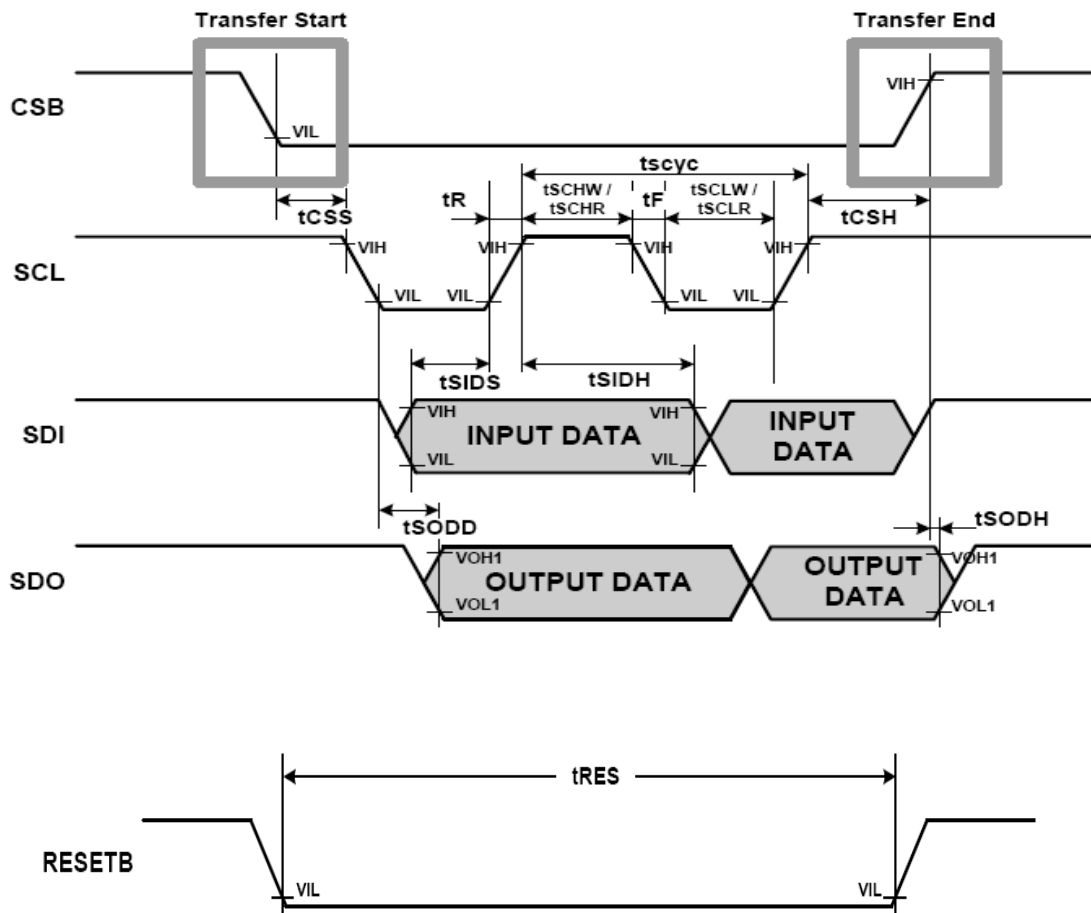 Transfer Start
Transfer End
CSB
VIL
VIH
tCSS
tR
tscyc
tSCHW /
tSCHR
tF
tSCLW /
tSCLR
tCSH
SCL
VIH
VIL
VIL
VIH
VIH
VIL
VIL
VIH
tSIDS
tSIDH
SDI
VIH
VIL
INPUT DATA
VIH
VIL
INPUT
DATA
tSODD
tSODH
SDO
VOH1
VOL1
OUTPUT DATA
OUTPUT
DATA
VOH1
VOL1
tRES
RESETB
VIL
VIL